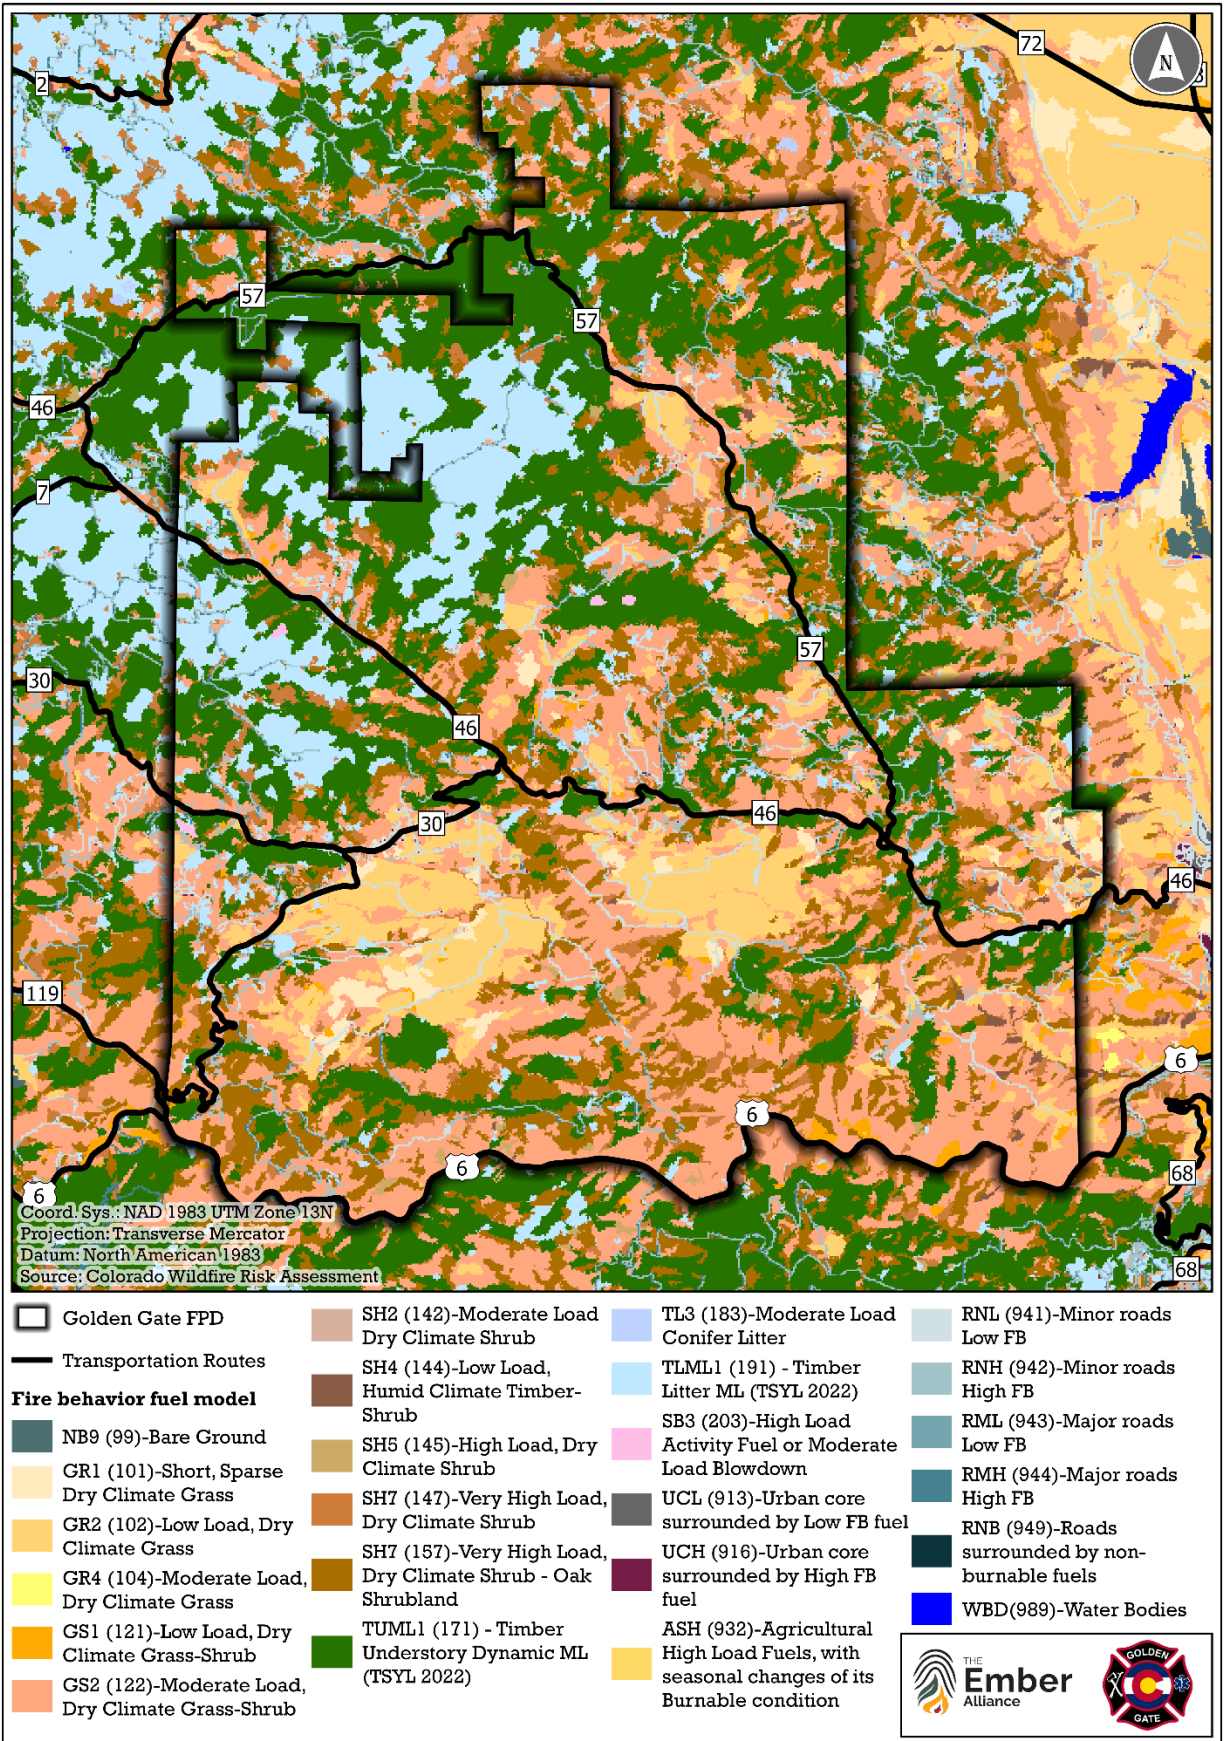 72
N
2
57
57
46
7
57
30
46
30
46
46
119
6
6
6
68
6
68
Coord. Sys.: NAD 1983 UTM Zone 13N
Projection: Transverse Mercator
Datum: North American 1983
Source: Colorado Wildfire Risk Assessment
Golden Gate FPD
Transportation Routes
Fire behavior fuel model
NB9 (99)-Bare Ground
GR1 (101)-Short, Sparse
Dry Climate Grass
GR2 (102)-Low Load, Dry
Climate Grass
GR4 (104)-Moderate Load,
Dry Climate Grass
GS1 (121)-Low Load, Dry
Climate Grass-Shrub
GS2 (122)-Moderate Load,
Dry Climate Grass-Shrub
SH2 (142)-Moderate Load
Dry Climate Shrub
SH4 (144)-Low Load,
Humid Climate Timber-
Shrub
SH5 (145)-High Load, Dry
Climate Shrub
SH7 (147)-Very High Load,
Dry Climate Shrub
SH7 (157)-Very High Load,
Dry Climate Shrub - Oak
Shrubland
TUML1 (171) - Timber
Understory Dynamic ML
(TSYL 2022)
TL3 (183)-Moderate Load
Conifer Litter
TLML1 (191) - Timber
Litter ML (TSYL 2022)
SB3 (203)-High Load
Activity Fuel or Moderate
Load Blowdown
UCL (913)-Urban core
surrounded by Low FB fuel
UCH (916)-Urban core
surrounded by High FB
fuel
ASH (932)-Agricultural
High Load Fuels, with
seasonal changes of its
Burnable condition
RNL (941)-Minor roads
Low FB
RNH (942)-Minor roads
High FB
RML (943)-Major roads
Low FB
RMH (944)-Major roads
High FB
RNB (949)-Roads
surrounded by non-
burnable fuels
WBD(989)-Water Bodies
THE
Ember
Alliance
GOLDEN
GATE